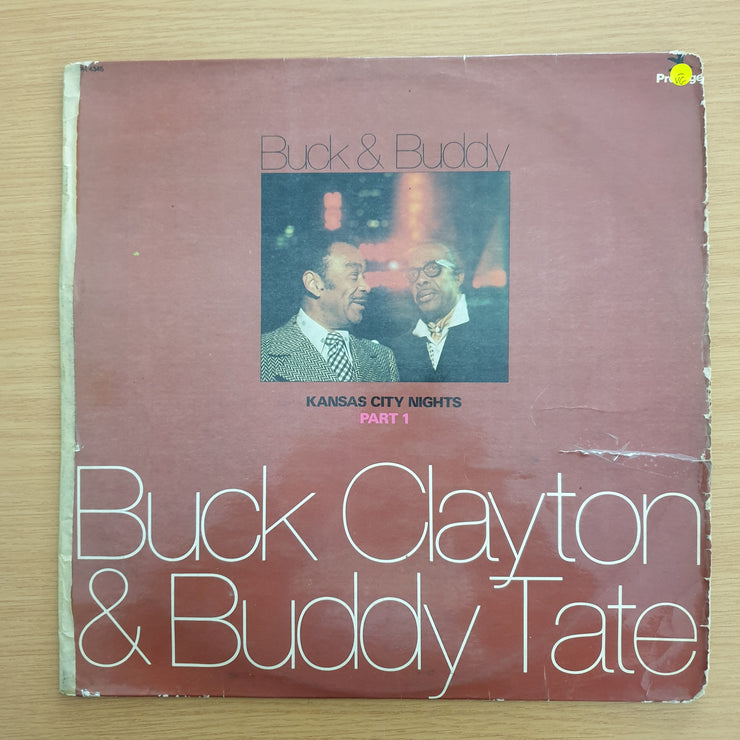 Buck & Buddy
KANSAS CITY NIGHTS
PART 1
Buck Clayton
& Buddy Tate